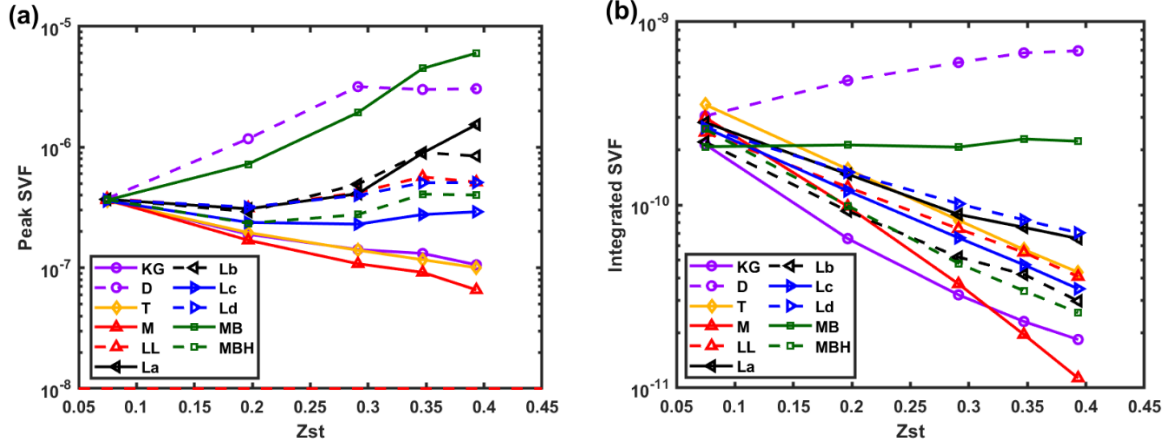 (a)
10^-5
10^-6
10^-7
10^-8
Peak SVF
0.05 0.1 0.15 0.2 0.25 0.3 0.35 0.4 0.45
Zst
KG Lb
D Lc
T Ld
M MB
LL MBH
La
(b)
10^-9
10^-10
10^-11
Integrated SVF
0.05 0.1 0.15 0.2 0.25 0.3 0.35 0.4 0.45
Zst
KG Lb
D Lc
T Ld
M MB
LL MBH
La